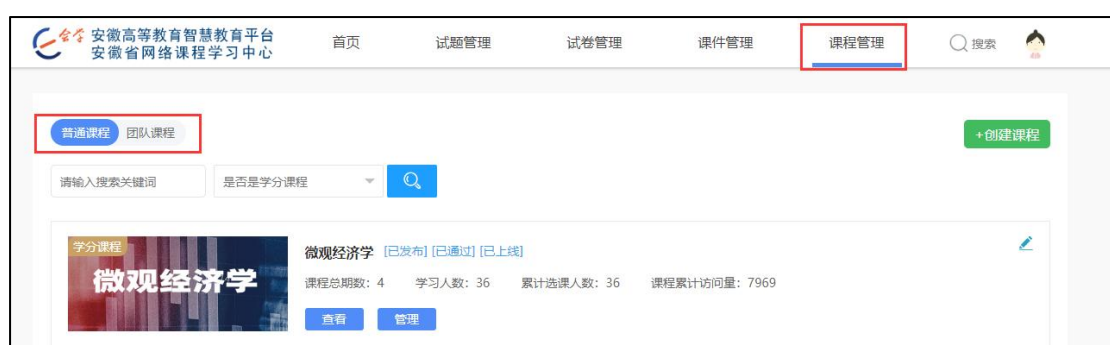 会学 安徽高等教育智慧教育平台
安徽省网络课程学习中心
首页 试题管理 试卷管理 课件管理 课程管理 搜索
普通课程 团队课程
+创建课程
请输入搜索关键词 是否是学分课程
学分课程
微观经济学
微观经济学 [已发布] [已通过] [已上线]
课程总期数：4 学习人数：36 累计选课人数：36 课程累计访问量：7969
查看 管理